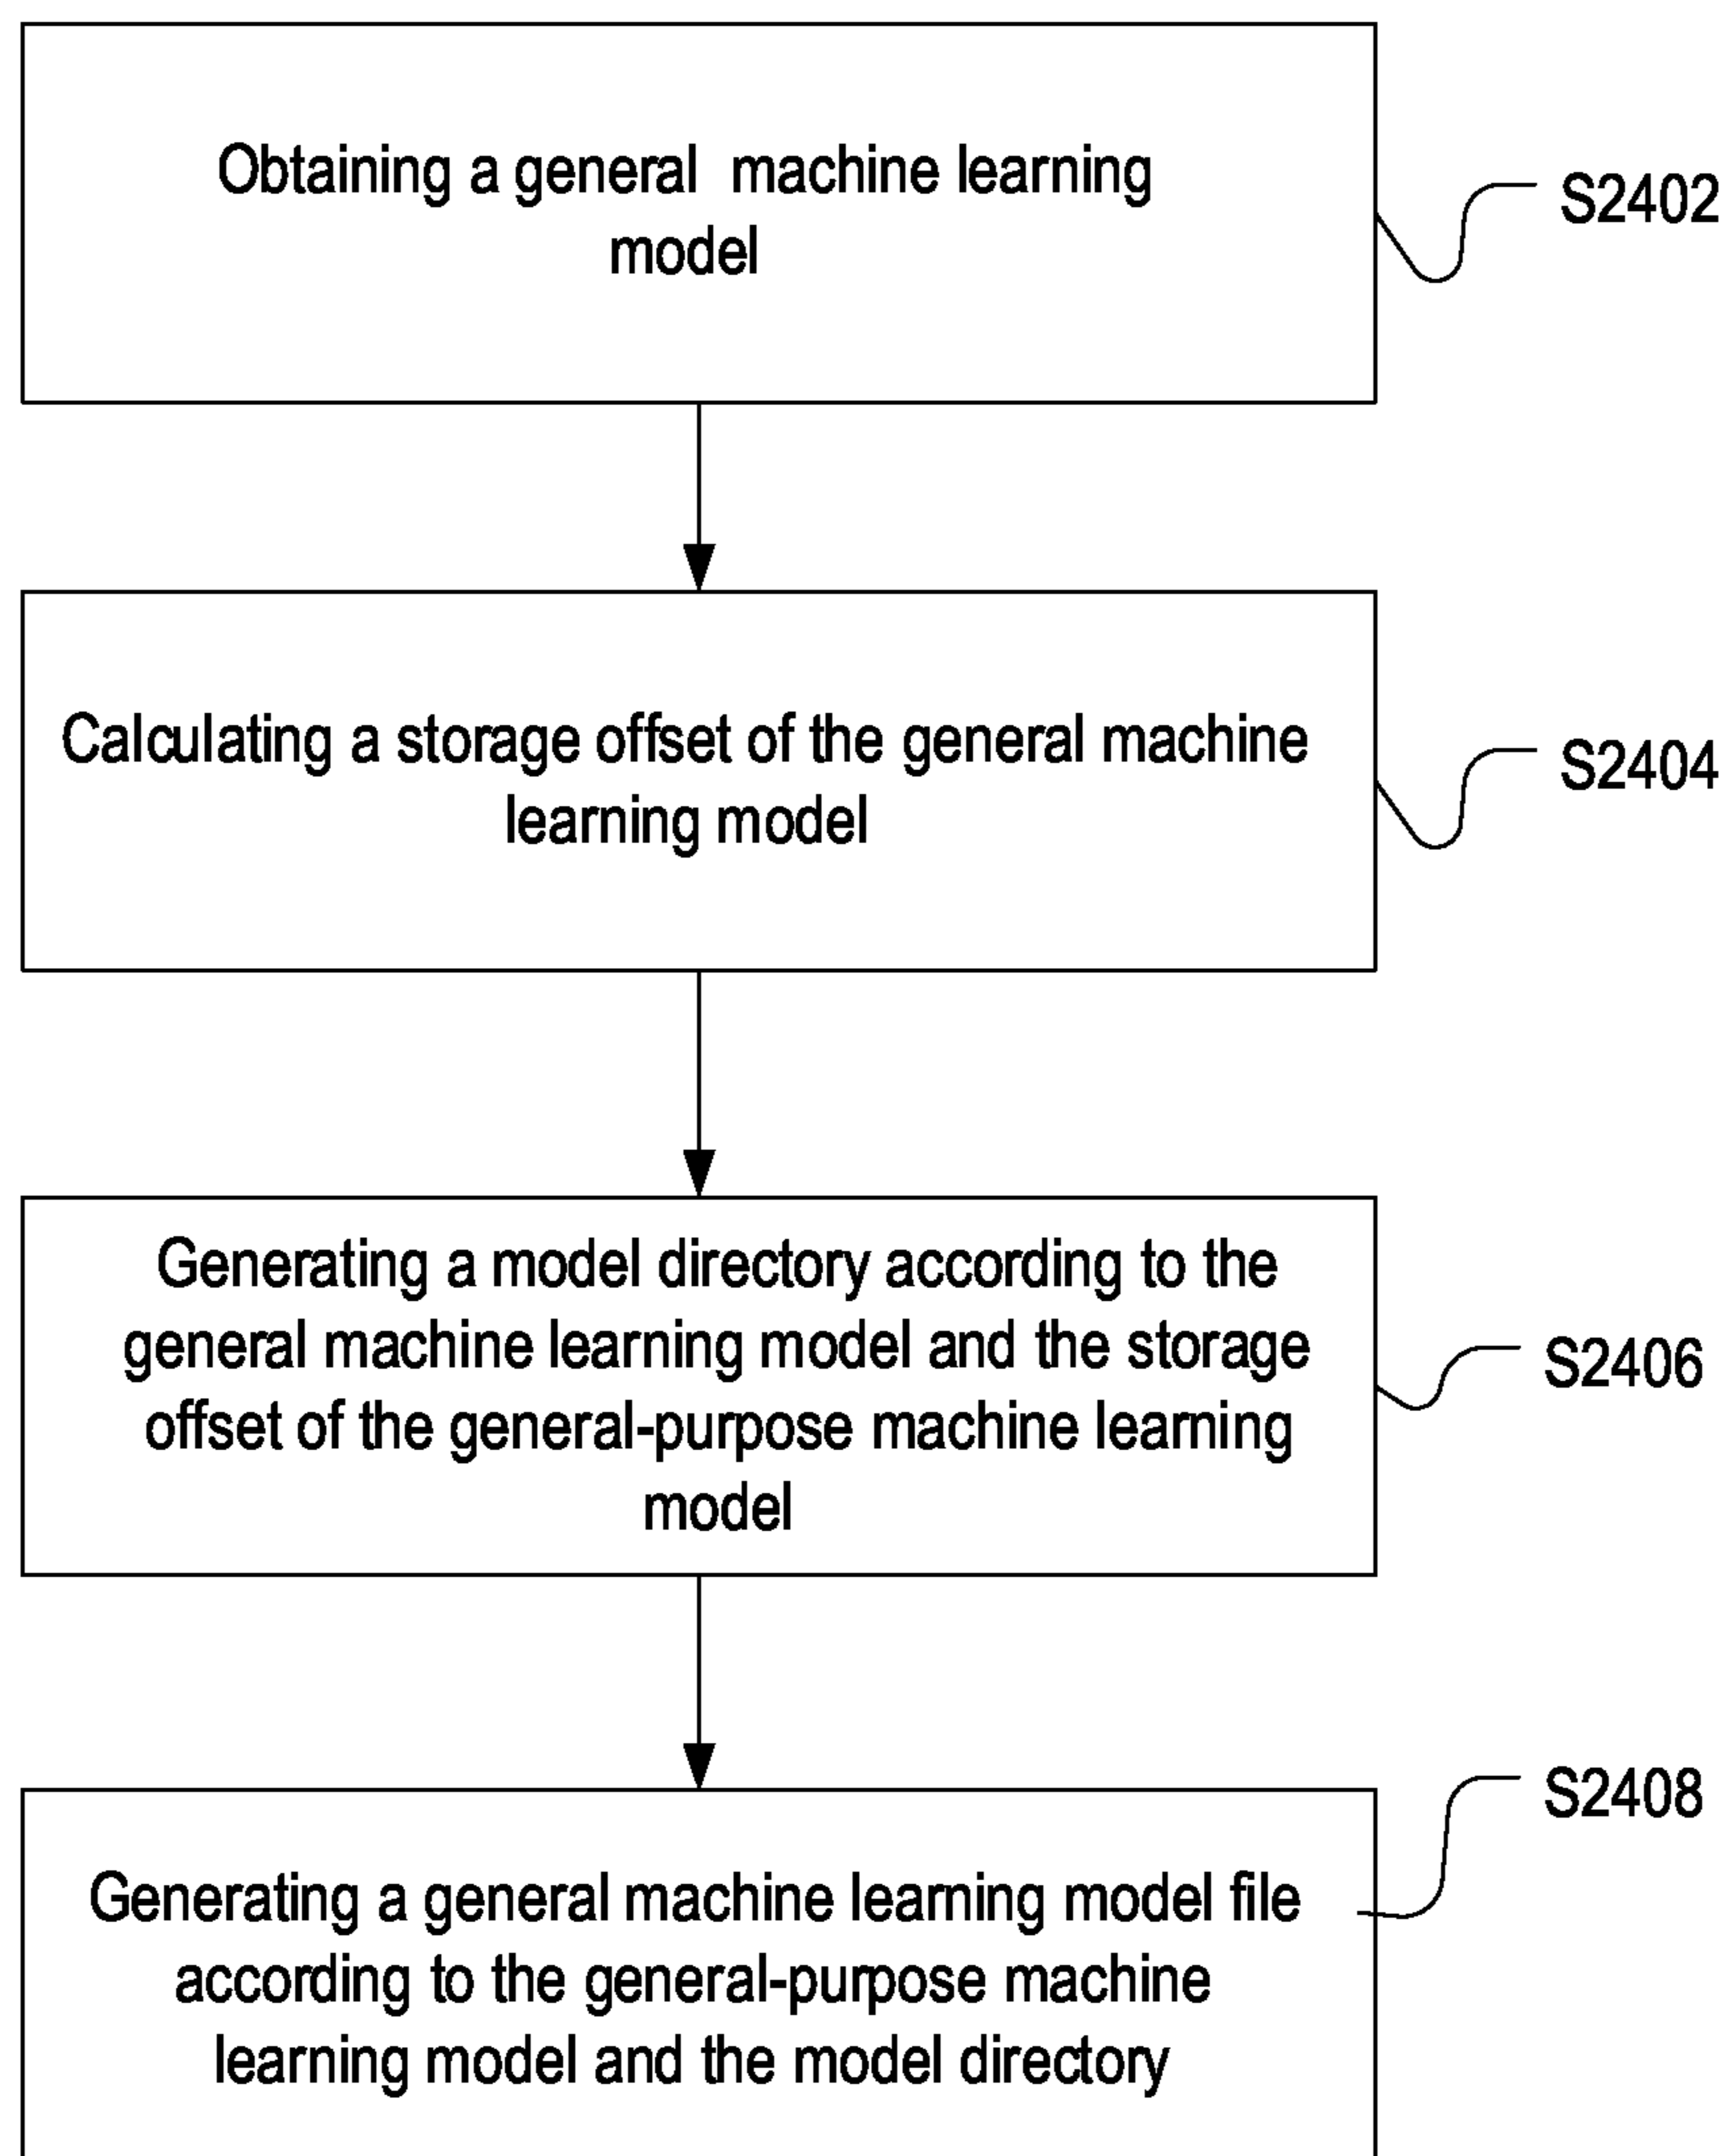 Obtaining a general machine learning
model
S2402
Calculating a storage offset of the general machine
learning model
S2404
Generating a model directory according to the
general machine learning model and the storage
offset of the general-purpose machine learning
model
S2406
Generating a general machine learning model file
according to the general-purpose machine
learning model and the model directory
S2408